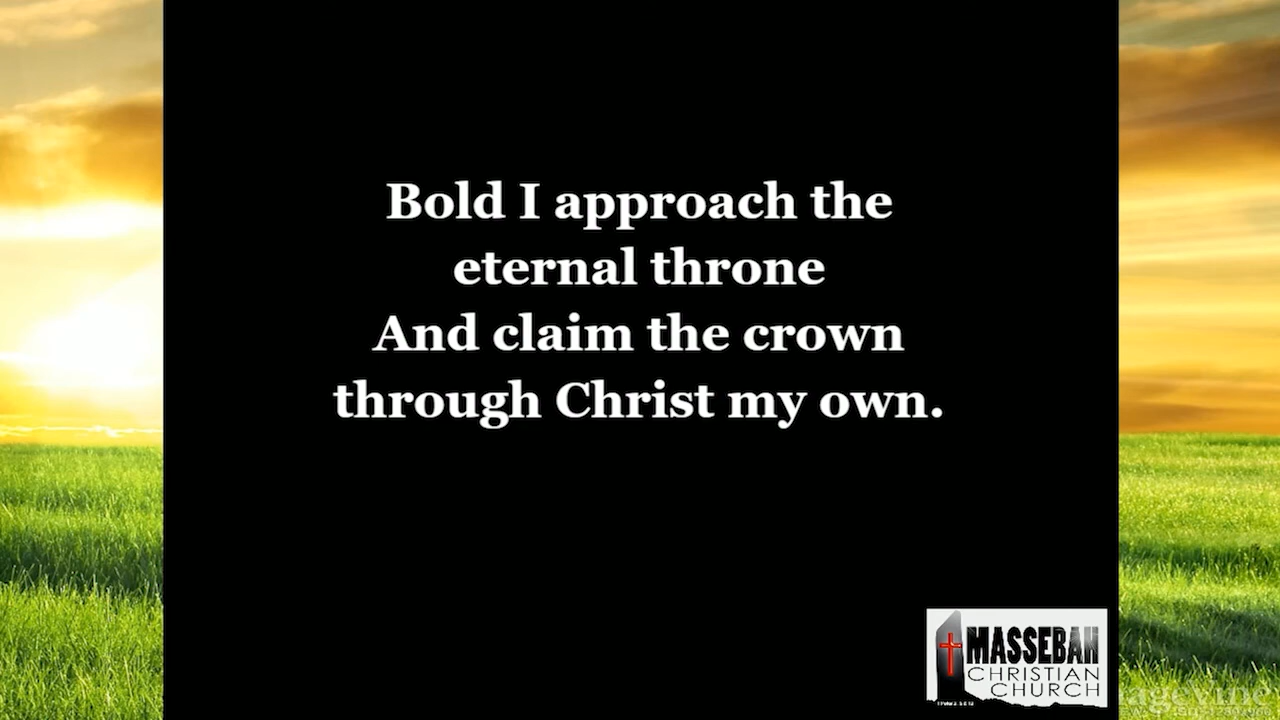 Bold I approach the
eternal throne
And claim the crown
through Christ my own.
MASSEBAH
CHRISTIAN
CHURCH